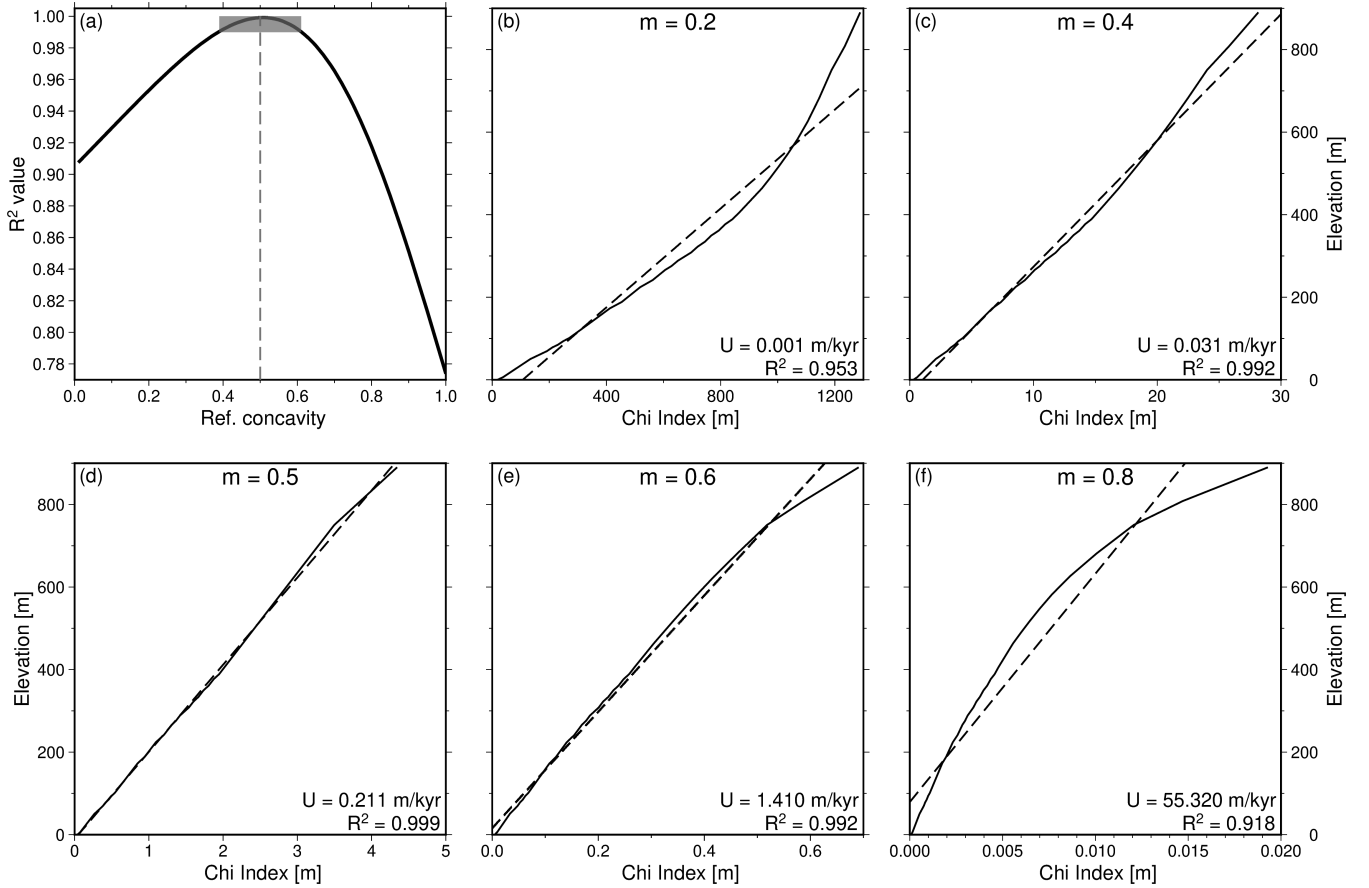 (a)
1.00
0.98
0.96
0.94
0.92
0.90
0.88
0.86
0.84
0.82
0.80
0.78
R² value
0.0 0.2 0.4 0.6 0.8 1.0
Ref. concavity
(b)
m = 0.2
U = 0.001 m/kyr
R² = 0.953
0 400 800 1200
Chi Index [m]
(c)
m = 0.4
800
600
400
200
0
Elevation [m]
U = 0.031 m/kyr
R² = 0.992
0 10 20 30
Chi Index [m]
(d)
m = 0.5
800
600
400
200
0
Elevation [m]
U = 0.211 m/kyr
R² = 0.999
0 1 2 3 4 5
Chi Index [m]
(e)
m = 0.6
U = 1.410 m/kyr
R² = 0.992
0.0 0.2 0.4 0.6
Chi Index [m]
(f)
m = 0.8
800
600
400
200
0
Elevation [m]
U = 55.320 m/kyr
R² = 0.918
0.000 0.005 0.010 0.015 0.020
Chi Index [m]